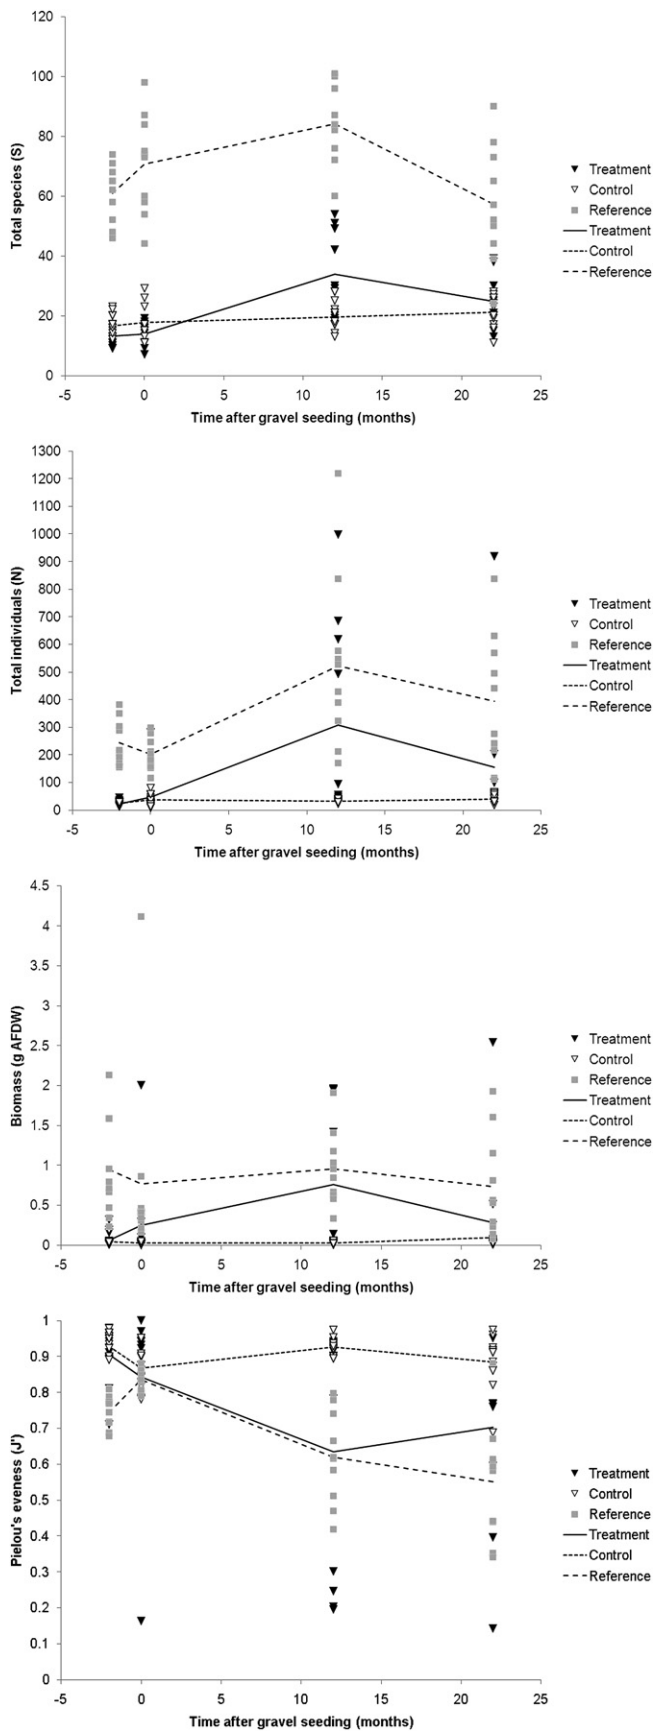 120
100
80
60
40
20
0
-5 0 5 10 15 20 25
Total species (S)
Time after gravel seeding (months)
Treatment
Control
Reference
Treatment
Control
Reference
1300
1200
1100
1000
900
800
700
600
500
400
300
200
100
0
-5 0 5 10 15 20 25
Total individuals (N)
Time after gravel seeding (months)
Treatment
Control
Reference
Treatment
Control
Reference
4.5
4
3.5
3
2.5
2
1.5
1
0.5
0
-5 0 5 10 15 20 25
Biomass (g AFDW)
Time after gravel seeding (months)
Treatment
Control
Reference
Treatment
Control
Reference
1
0.9
0.8
0.7
0.6
0.5
0.4
0.3
0.2
0.1
0
-5 0 5 10 15 20 25
Pielou's eveness (J')
Time after gravel seeding (months)
Treatment
Control
Reference
Treatment
Control
Reference